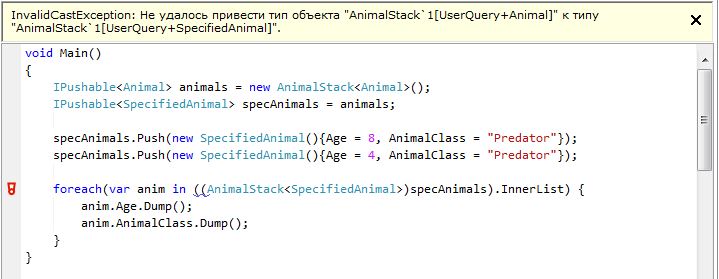 InvalidCastException: Не удалось привести тип объекта "AnimalStack`1[UserQuery+Animal]" к типу
"AnimalStack`1[UserQuery+SpecifiedAnimal]".
void Main()
{
    IPushable<Animal> animals = new AnimalStack<Animal>();
    IPushable<SpecifiedAnimal> specAnimals = animals;

    specAnimals.Push(new SpecifiedAnimal(){Age = 8, AnimalClass = "Predator"});
    specAnimals.Push(new SpecifiedAnimal(){Age = 4, AnimalClass = "Predator"});

    foreach(var anim in ((AnimalStack<SpecifiedAnimal>)specAnimals).InnerList) {
        anim.Age.Dump();
        anim.AnimalClass.Dump();
    }
}